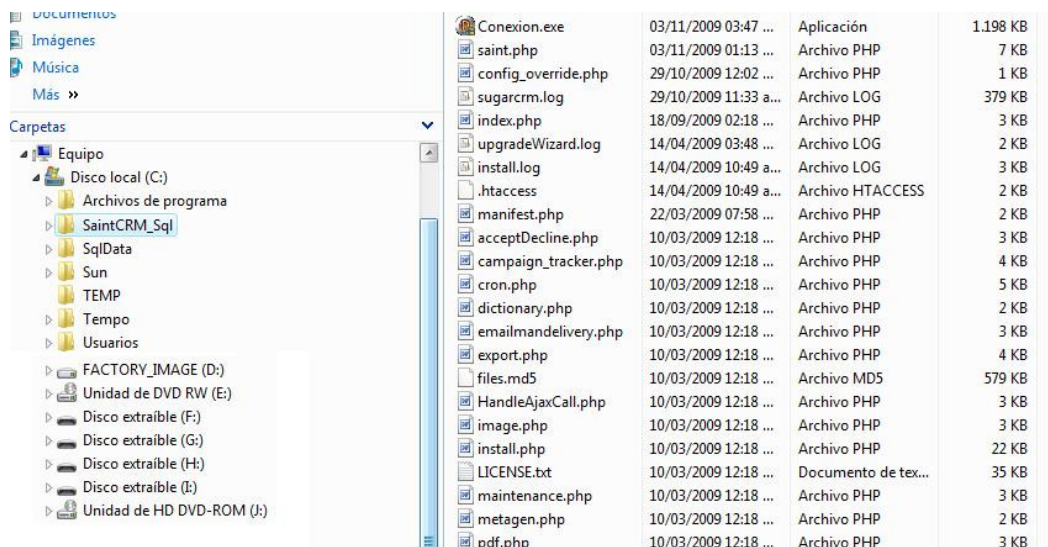 Documentos
Imágenes
Música
Más »
Carpetas
Equipo
Disco local (C:)
Archivos de programa
SaintCRM_Sql
SqlData
Sun
TEMP
Tempo
Usuarios
FACTORY_IMAGE (D:)
Unidad de DVD RW (E:)
Disco extraíble (F:)
Disco extraíble (G:)
Disco extraíble (H:)
Disco extraíble (I:)
Unidad de HD DVD-ROM (J:)
Conexion.exe 03/11/2009 03:47 ... Aplicación 1.198 KB
saint.php 03/11/2009 01:13 ... Archivo PHP 7 KB
config_override.php 29/10/2009 12:02 ... Archivo PHP 1 KB
sugarcrm.log 29/10/2009 11:33 a... Archivo LOG 379 KB
index.php 18/09/2009 02:18 ... Archivo PHP 3 KB
upgradeWizard.log 14/04/2009 03:48 ... Archivo LOG 2 KB
install.log 14/04/2009 10:49 a... Archivo LOG 3 KB
.htaccess 14/04/2009 10:49 a... Archivo HTACCESS 2 KB
manifest.php 22/03/2009 07:58 ... Archivo PHP 2 KB
acceptDecline.php 10/03/2009 12:18 ... Archivo PHP 3 KB
campaign_tracker.php 10/03/2009 12:18 ... Archivo PHP 4 KB
cron.php 10/03/2009 12:18 ... Archivo PHP 5 KB
dictionary.php 10/03/2009 12:18 ... Archivo PHP 2 KB
emailmandelivery.php 10/03/2009 12:18 ... Archivo PHP 3 KB
export.php 10/03/2009 12:18 ... Archivo PHP 4 KB
files.md5 10/03/2009 12:18 ... Archivo MD5 579 KB
HandleAjaxCall.php 10/03/2009 12:18 ... Archivo PHP 3 KB
image.php 10/03/2009 12:18 ... Archivo PHP 3 KB
install.php 10/03/2009 12:18 ... Archivo PHP 22 KB
LICENSE.txt 10/03/2009 12:18 ... Documento de tex... 35 KB
maintenance.php 10/03/2009 12:18 ... Archivo PHP 3 KB
metagen.php 10/03/2009 12:18 ... Archivo PHP 2 KB
pdf.php 10/03/2009 12:18 ... Archivo PHP 3 KB